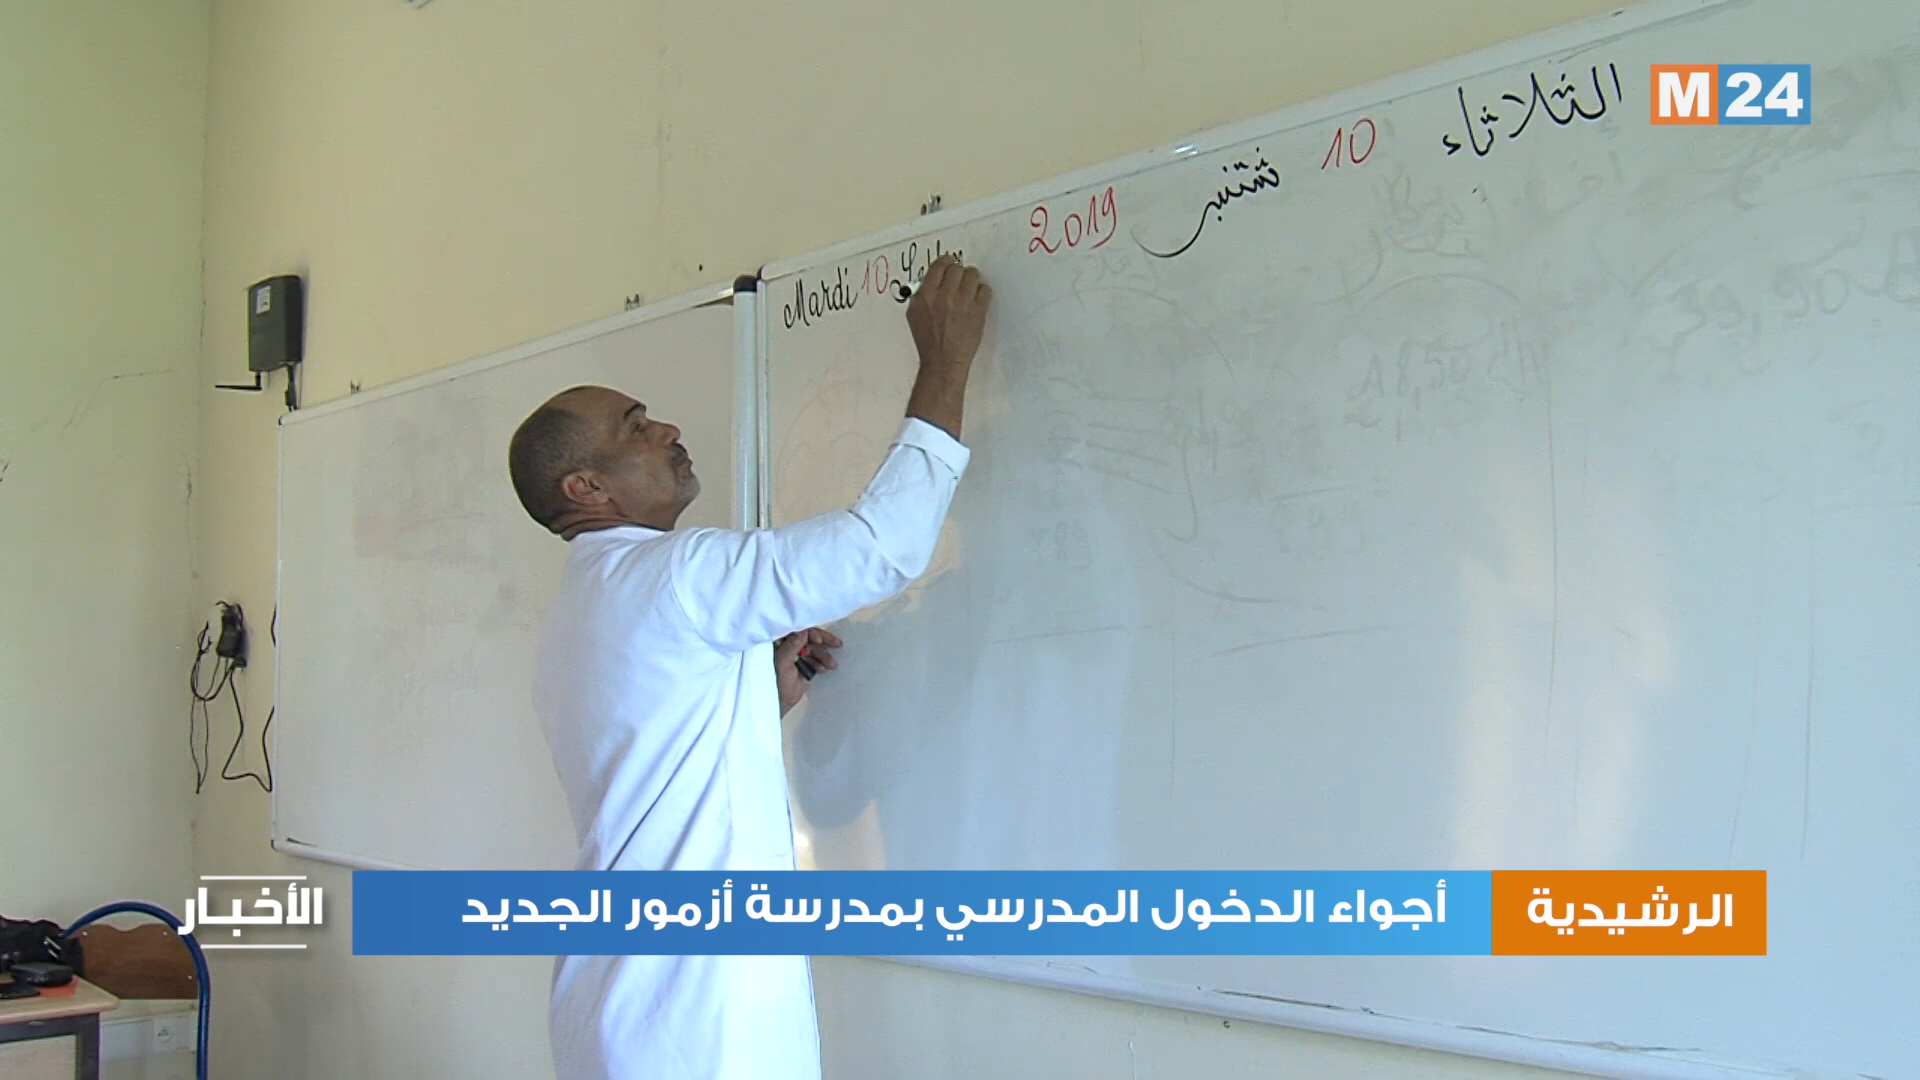 M24
الثلاثاء 10 شتنبر 2019
Mardi 10
الرشيدية
أجواء الدخول المدرسي بمدرسة أزمور الجديد
الأخبار